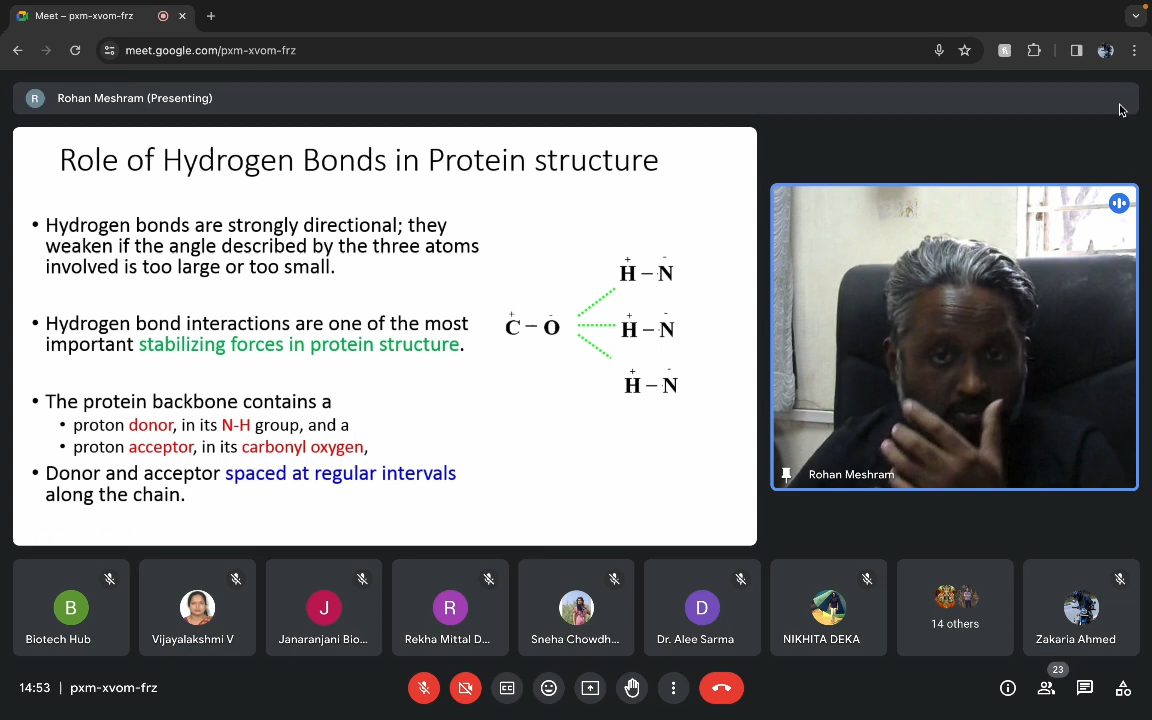 Meet – pxm-xvom-frz
meet.google.com/pxm-xvom-frz
R
Rohan Meshram (Presenting)
Role of Hydrogen Bonds in Protein structure
• Hydrogen bonds are strongly directional; they
weaken if the angle described by the three atoms
involved is too large or too small.
• Hydrogen bond interactions are one of the most
important stabilizing forces in protein structure.
• The protein backbone contains a
• proton donor, in its N-H group, and a
• proton acceptor, in its carbonyl oxygen,
• Donor and acceptor spaced at regular intervals
along the chain.
+ -
H – N
+ -
C – O
+ -
H – N
+ -
H – N
Rohan Meshram
B
Biotech Hub
Vijayalakshmi V
J
Janaranjani Bio...
R
Rekha Mittal D...
Sneha Chowdh...
D
Dr. Alee Sarma
NIKHITA DEKA
14 others
Zakaria Ahmed
14:53 | pxm-xvom-frz
CC
23